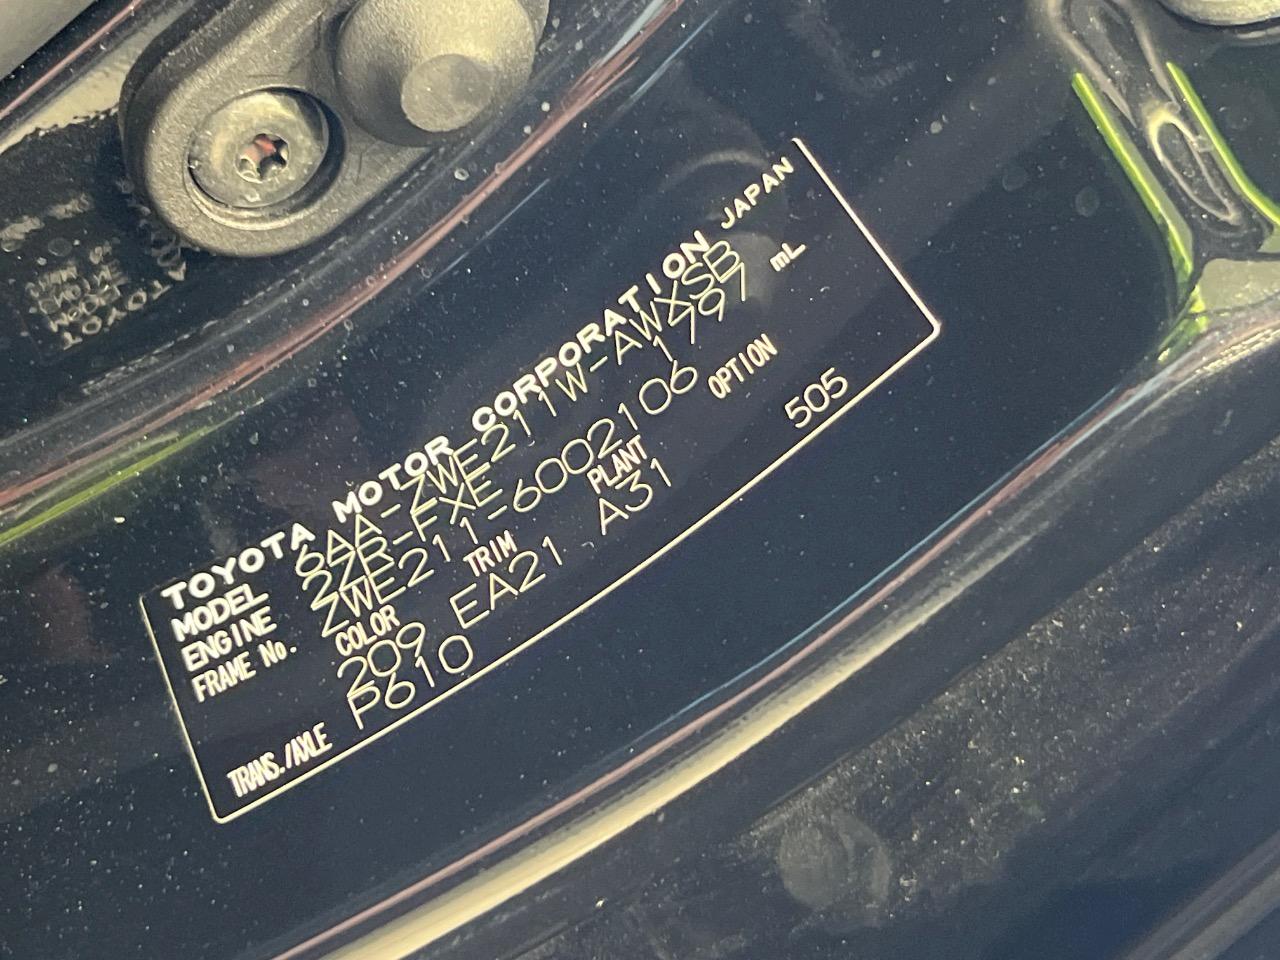 TOYOTA MOTOR CORPORATION JAPAN
MODEL 6AA-ZWE211W-AWXSB
ENGINE 2ZR-FXE 1797 mL
FRAME No. ZWE211-6002106
COLOR TRIM PLANT OPTION
209 EA21 A31 505
TRANS./AXLE P610